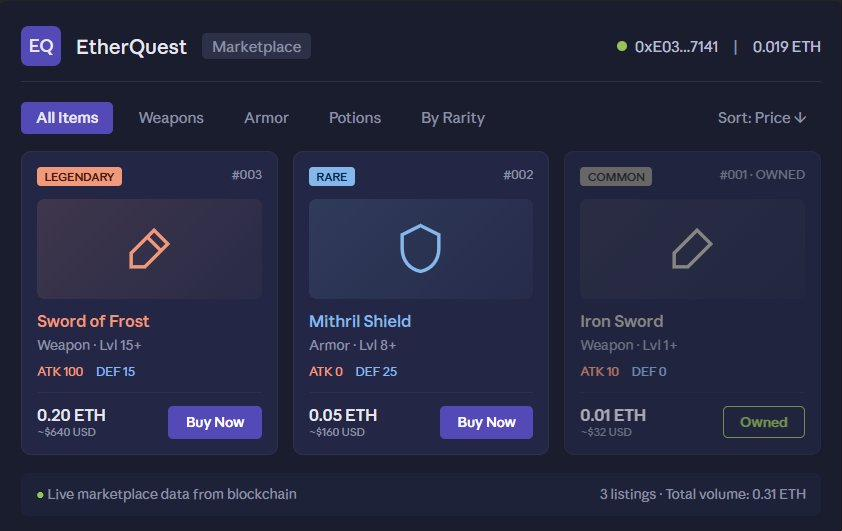 EQ EtherQuest Marketplace 0xE03...7141 | 0.019 ETH
All Items Weapons Armor Potions By Rarity Sort: Price ↓
LEGENDARY #003
Sword of Frost
Weapon · Lvl 15+
ATK 100 DEF 15
0.20 ETH
~$640 USD
Buy Now
RARE #002
Mithril Shield
Armor · Lvl 8+
ATK 0 DEF 25
0.05 ETH
~$160 USD
Buy Now
COMMON #001 · OWNED
Iron Sword
Weapon · Lvl 1+
ATK 10 DEF 0
0.01 ETH
~$32 USD
Owned
Live marketplace data from blockchain 3 listings · Total volume: 0.31 ETH